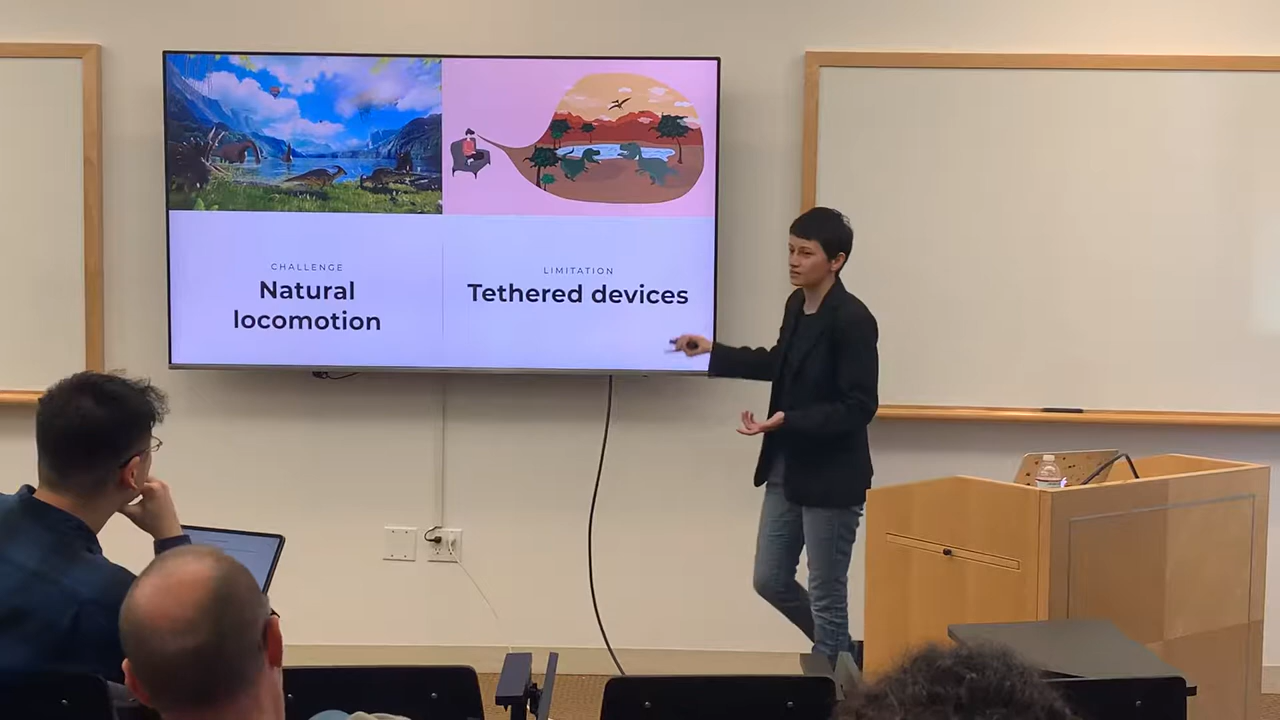 CHALLENGE
Natural
locomotion
LIMITATION
Tethered devices